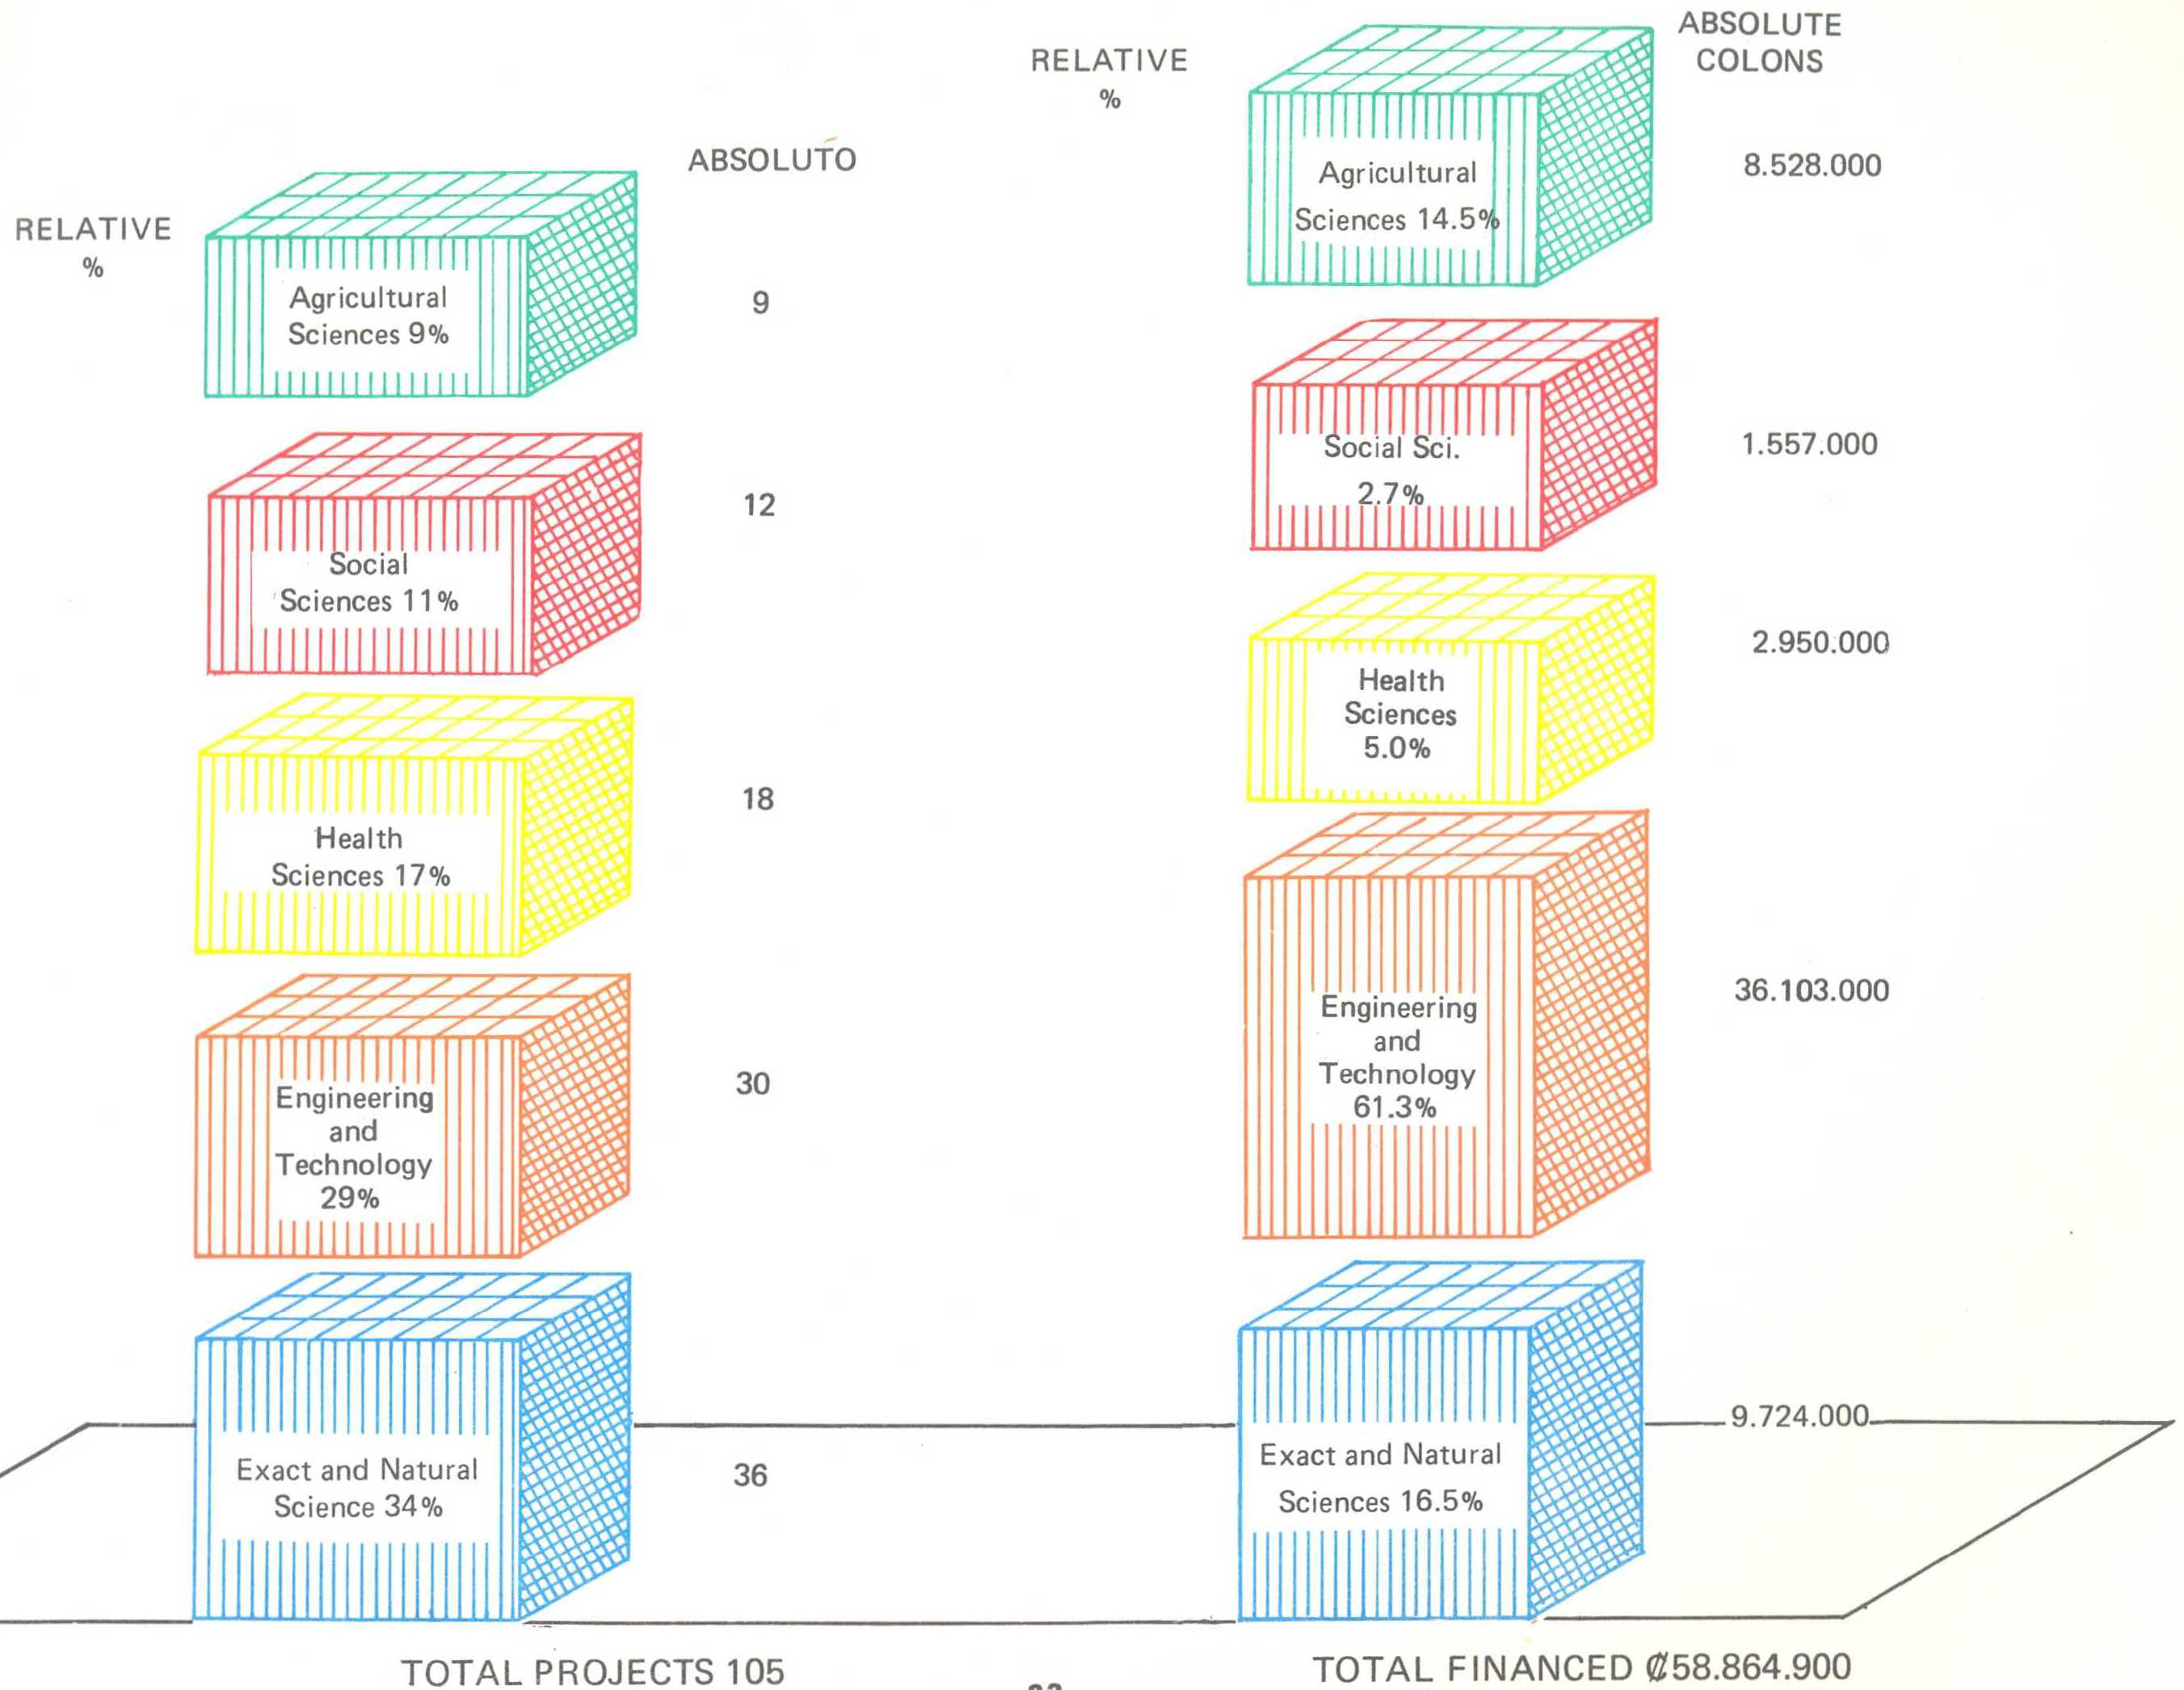 RELATIVE
%
ABSOLUTO
Agricultural
Sciences 9%
9
Social
Sciences 11%
12
Health
Sciences 17%
18
Engineering
and
Technology
29%
30
Exact and Natural
Science 34%
36
TOTAL PROJECTS 105
RELATIVE
%
ABSOLUTE
COLONS
Agricultural
Sciences 14.5%
8.528.000
Social Sci.
2.7%
1.557.000
Health
Sciences
5.0%
2.950.000
Engineering
and
Technology
61.3%
36.103.000
Exact and Natural
Sciences 16.5%
9.724.000
TOTAL FINANCED ₡58.864.900